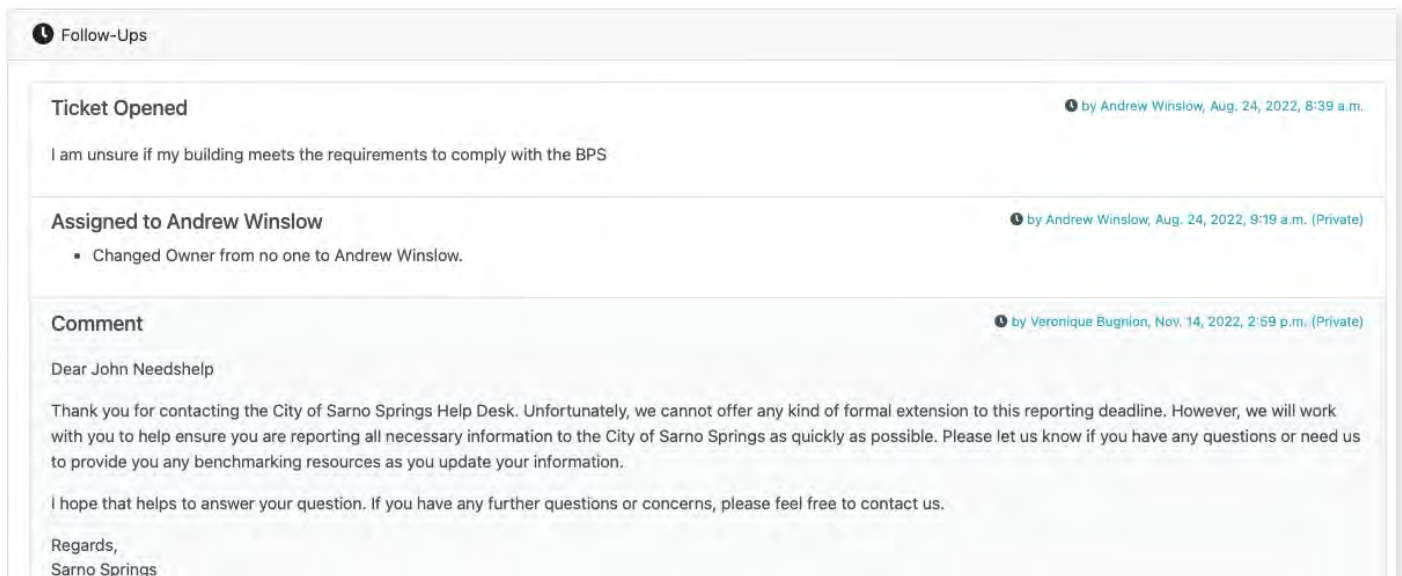 Follow-Ups
Ticket Opened
by Andrew Winslow, Aug. 24, 2022, 8:39 a.m.
I am unsure if my building meets the requirements to comply with the BPS
Assigned to Andrew Winslow
by Andrew Winslow, Aug. 24, 2022, 9:19 a.m. (Private)
• Changed Owner from no one to Andrew Winslow.
Comment
by Veronique Bugnion, Nov. 14, 2022, 2:59 p.m. (Private)
Dear John Needshelp
Thank you for contacting the City of Sarno Springs Help Desk. Unfortunately, we cannot offer any kind of formal extension to this reporting deadline. However, we will work
with you to help ensure you are reporting all necessary information to the City of Sarno Springs as quickly as possible. Please let us know if you have any questions or need us
to provide you any benchmarking resources as you update your information.
I hope that helps to answer your question. If you have any further questions or concerns, please feel free to contact us.
Regards,
Sarno Springs